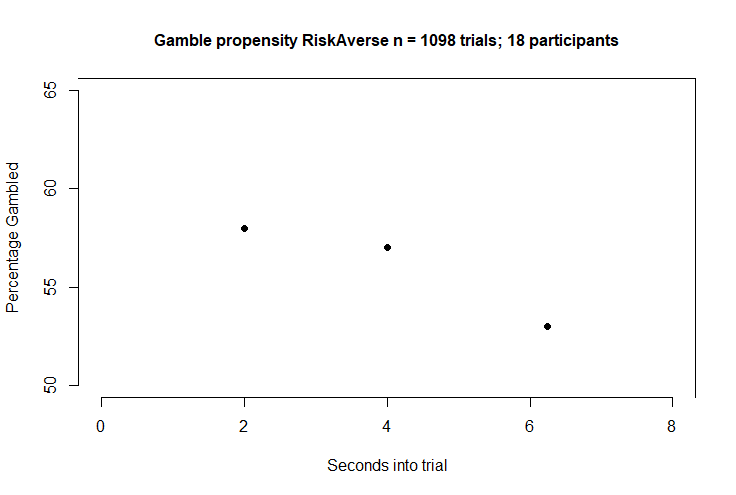 Gamble propensity RiskAverse n = 1098 trials; 18 participants
Percentage Gambled
65
60
55
50
0 2 4 6 8
Seconds into trial